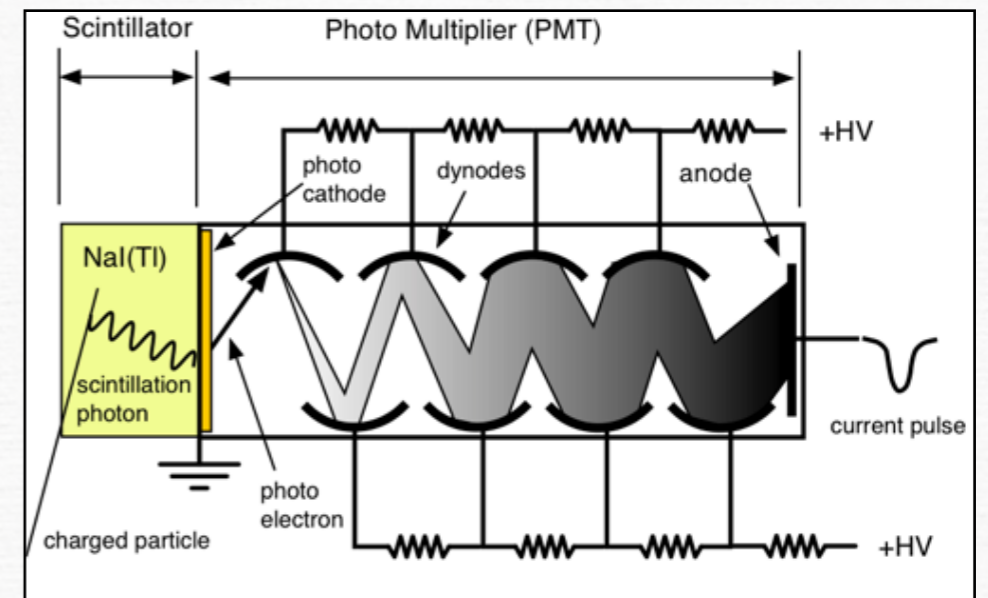 Scintillator
Photo Multiplier (PMT)
+HV
photo
cathode
dynodes
anode
NaI(Tl)
scintillation
photon
current pulse
photo
electron
charged particle
+HV